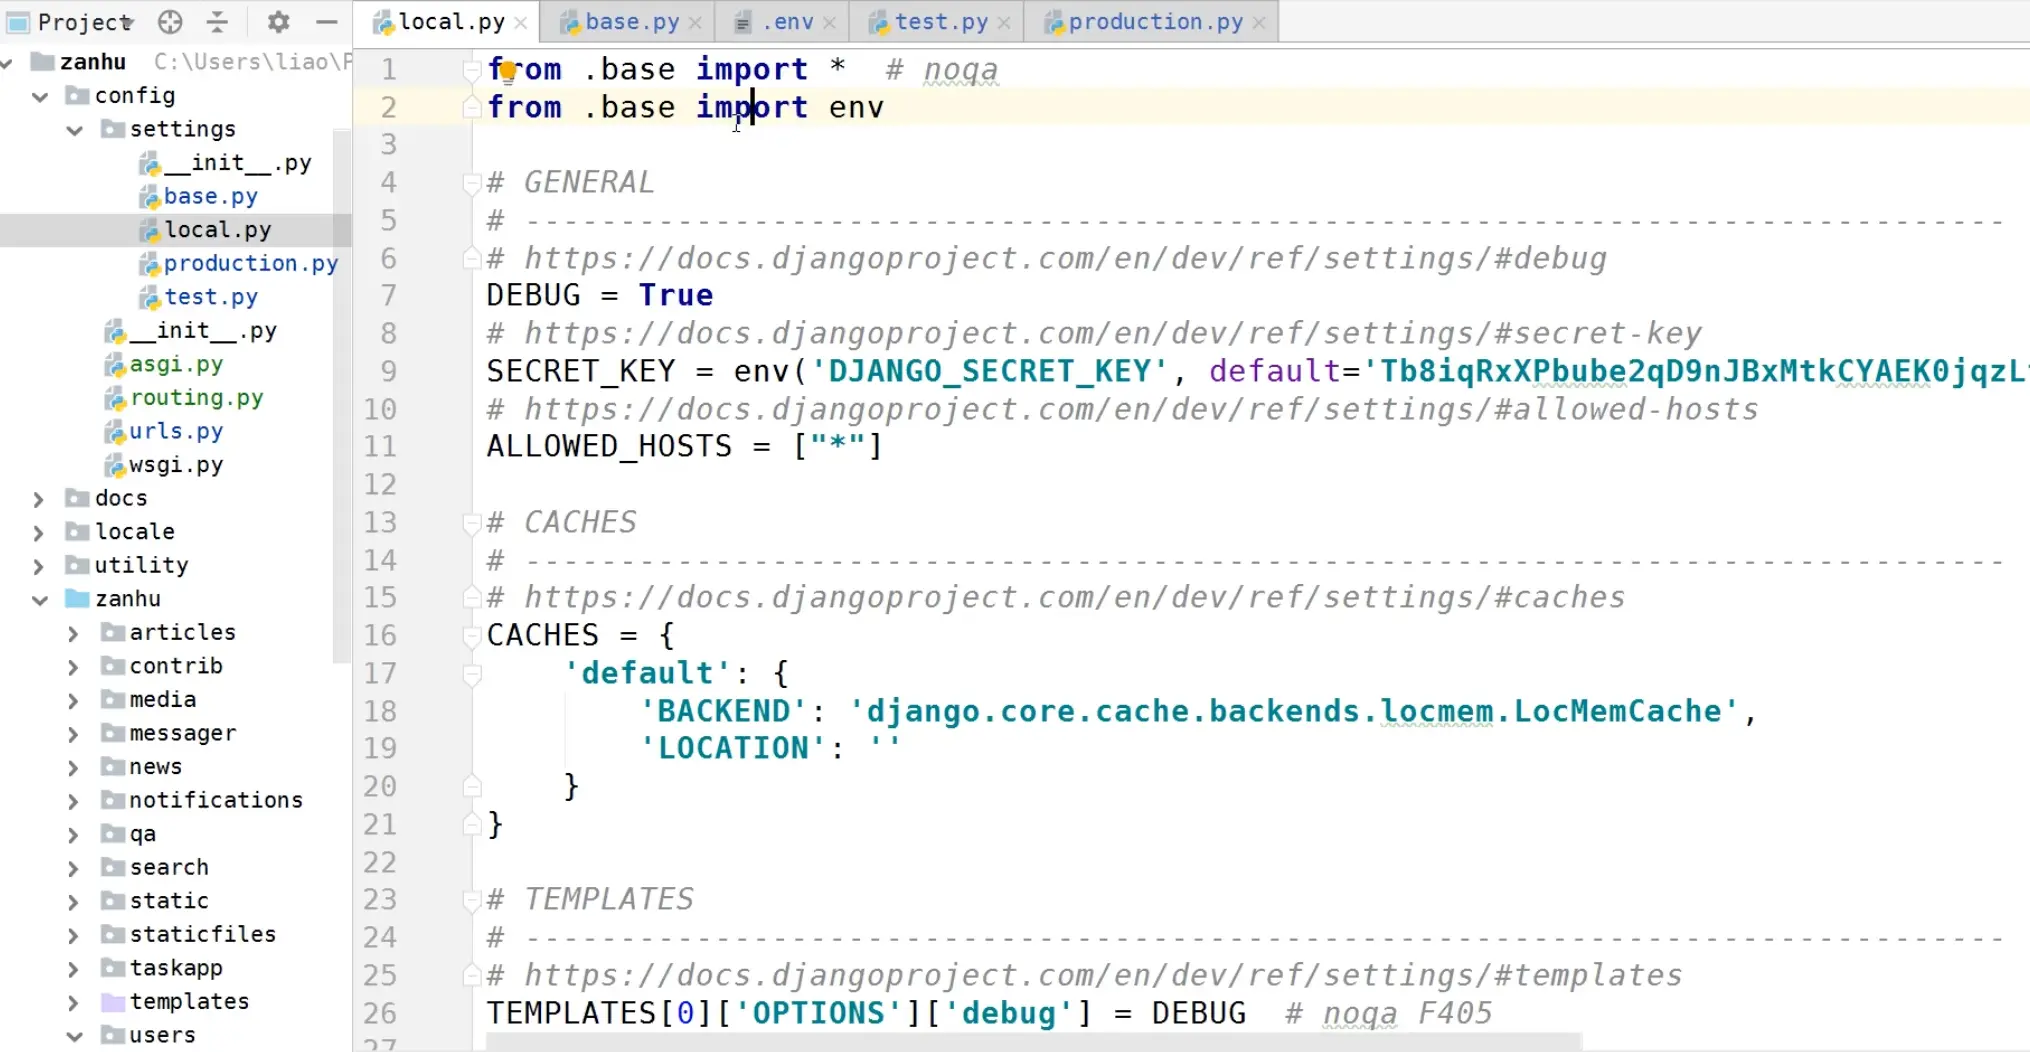 Project
local.py
base.py
.env
test.py
production.py
zanhu C:\Users\liao\P
config
settings
__init__.py
base.py
local.py
production.py
test.py
__init__.py
asgi.py
routing.py
urls.py
wsgi.py
docs
locale
utility
zanhu
articles
contrib
media
messager
news
notifications
qa
search
static
staticfiles
taskapp
templates
users
1 from .base import *  # noqa
2 from .base import env
3
4 # GENERAL
5 # ------------------------------------------------------------------------------
6 # https://docs.djangoproject.com/en/dev/ref/settings/#debug
7 DEBUG = True
8 # https://docs.djangoproject.com/en/dev/ref/settings/#secret-key
9 SECRET_KEY = env('DJANGO_SECRET_KEY', default='Tb8iqRxXPbube2qD9nJBxMtkCYAEK0jqzL
10 # https://docs.djangoproject.com/en/dev/ref/settings/#allowed-hosts
11 ALLOWED_HOSTS = ["*"]
12
13 # CACHES
14 # ------------------------------------------------------------------------------
15 # https://docs.djangoproject.com/en/dev/ref/settings/#caches
16 CACHES = {
17     'default': {
18         'BACKEND': 'django.core.cache.backends.locmem.LocMemCache',
19         'LOCATION': ''
20     }
21 }
22
23 # TEMPLATES
24 # ------------------------------------------------------------------------------
25 # https://docs.djangoproject.com/en/dev/ref/settings/#templates
26 TEMPLATES[0]['OPTIONS']['debug'] = DEBUG  # noqa F405
27